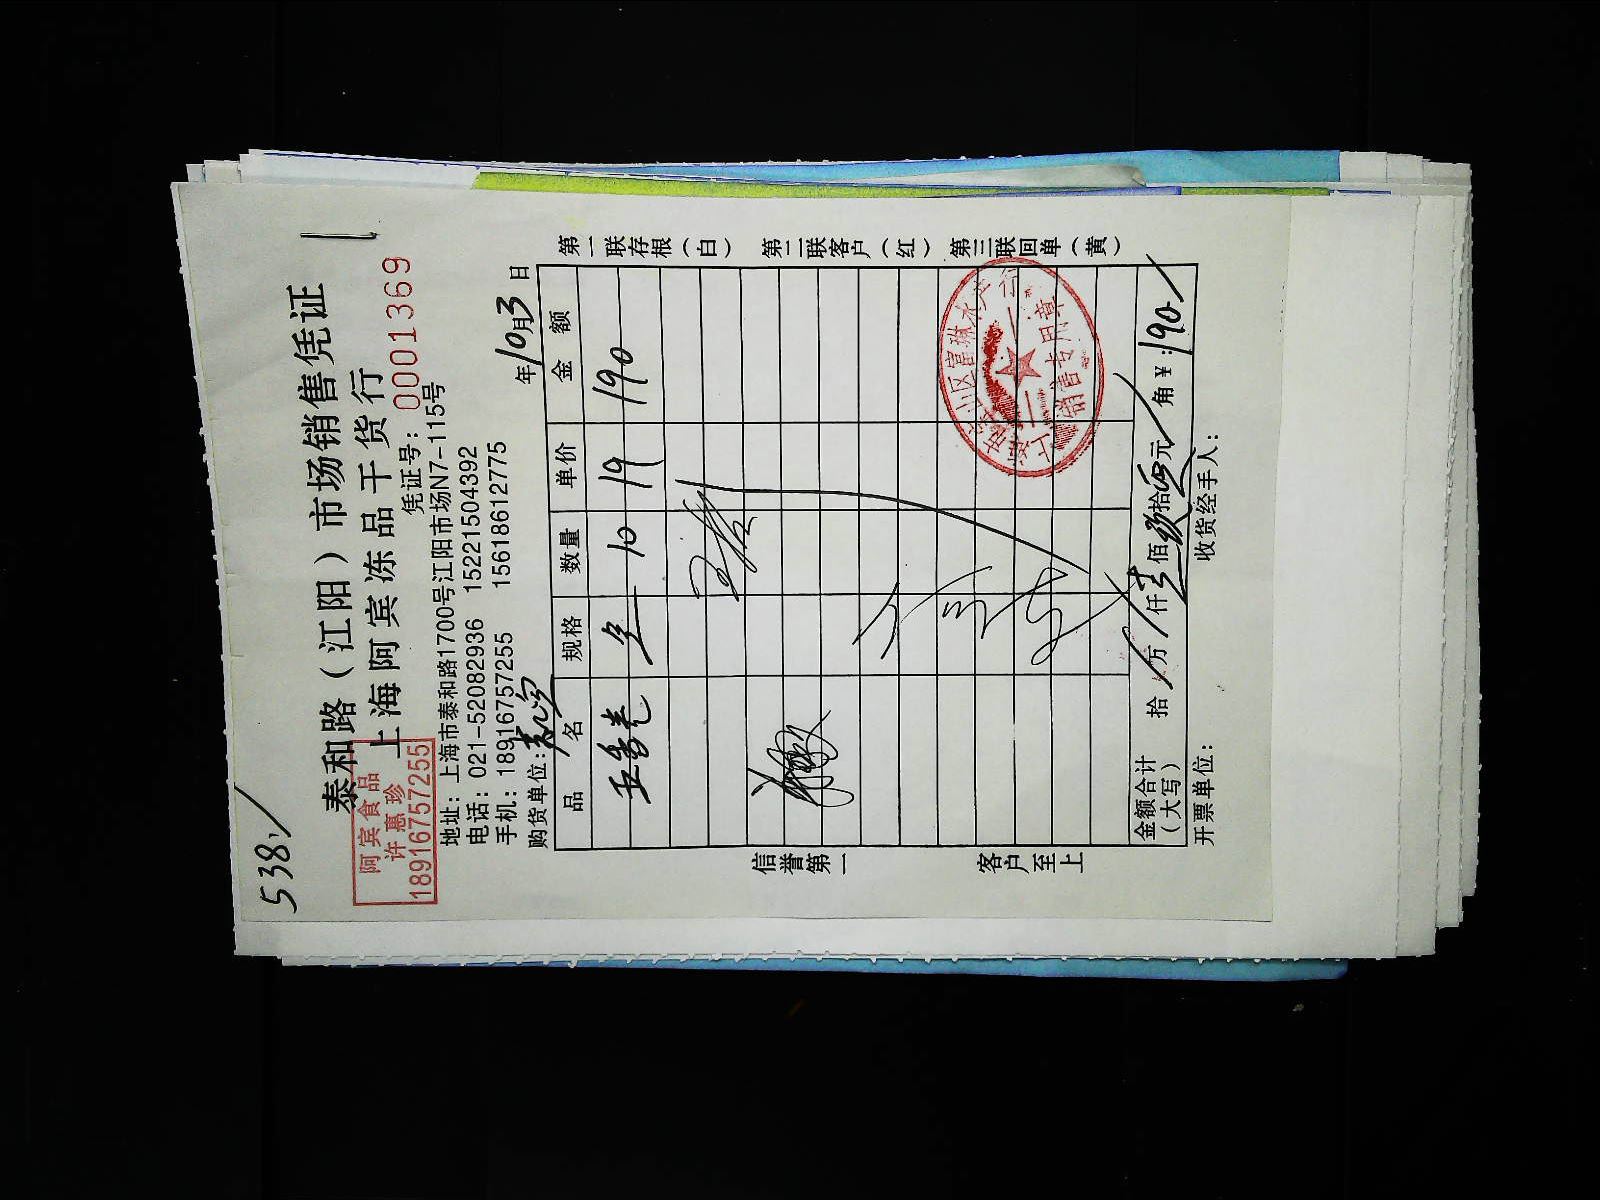 538.
泰和路（江阳）市场销售凭证
上海阿宾冻品干货行
阿宾食品
许惠珍
18916757255
凭证号：0001369
地址：上海市泰和路1700号江阳市场N7-115号
电话：021-52082936 15221504392
手机：18916757255 15618612775
购货单位：
年10月3日
品名 规格 数量 单价 金额
10 19 190
信誉第一
客户至上
第一联存根（白） 第二联客户（红） 第三联回单（黄）
金额合计（大写） 拾 万 仟 佰玖拾 元 角 ¥：190
开票单位： 收货经手人：
销售专用章